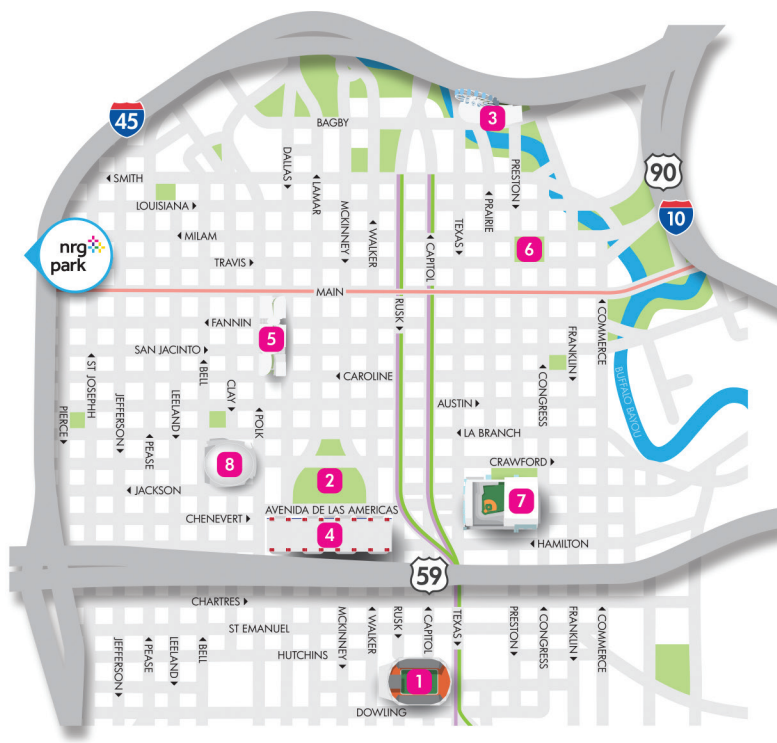 45
3
BAGBY
DALLAS
LAMAR
PRESTON
90
SMITH
LOUISIANA
MCKINNEY
WALKER
PRAIRIE
TEXAS
CAPITOL
10
MILAM
6
nrg
park
TRAVIS
MAIN
RUSK
FANNIN
5
COMMERCE
FRANKLIN
SAN JACINTO
ST JOSEPHH
BELL
CAROLINE
CONGRESS
BUFFALO BAYOU
JEFFERSON
LEELAND
CLAY
POLK
AUSTIN
PIERCE
PEASE
LA BRANCH
8
CRAWFORD
2
JACKSON
7
AVENIDA DE LAS AMERICAS
CHENEVERT
4
HAMILTON
59
CHARTRES
MCKINNEY
WALKER
RUSK
CAPITOL
TEXAS
PRESTON
CONGRESS
FRANKLIN
COMMERCE
ST EMANUEL
JEFFERSON
PEASE
LEELAND
BELL
HUTCHINS
1
DOWLING